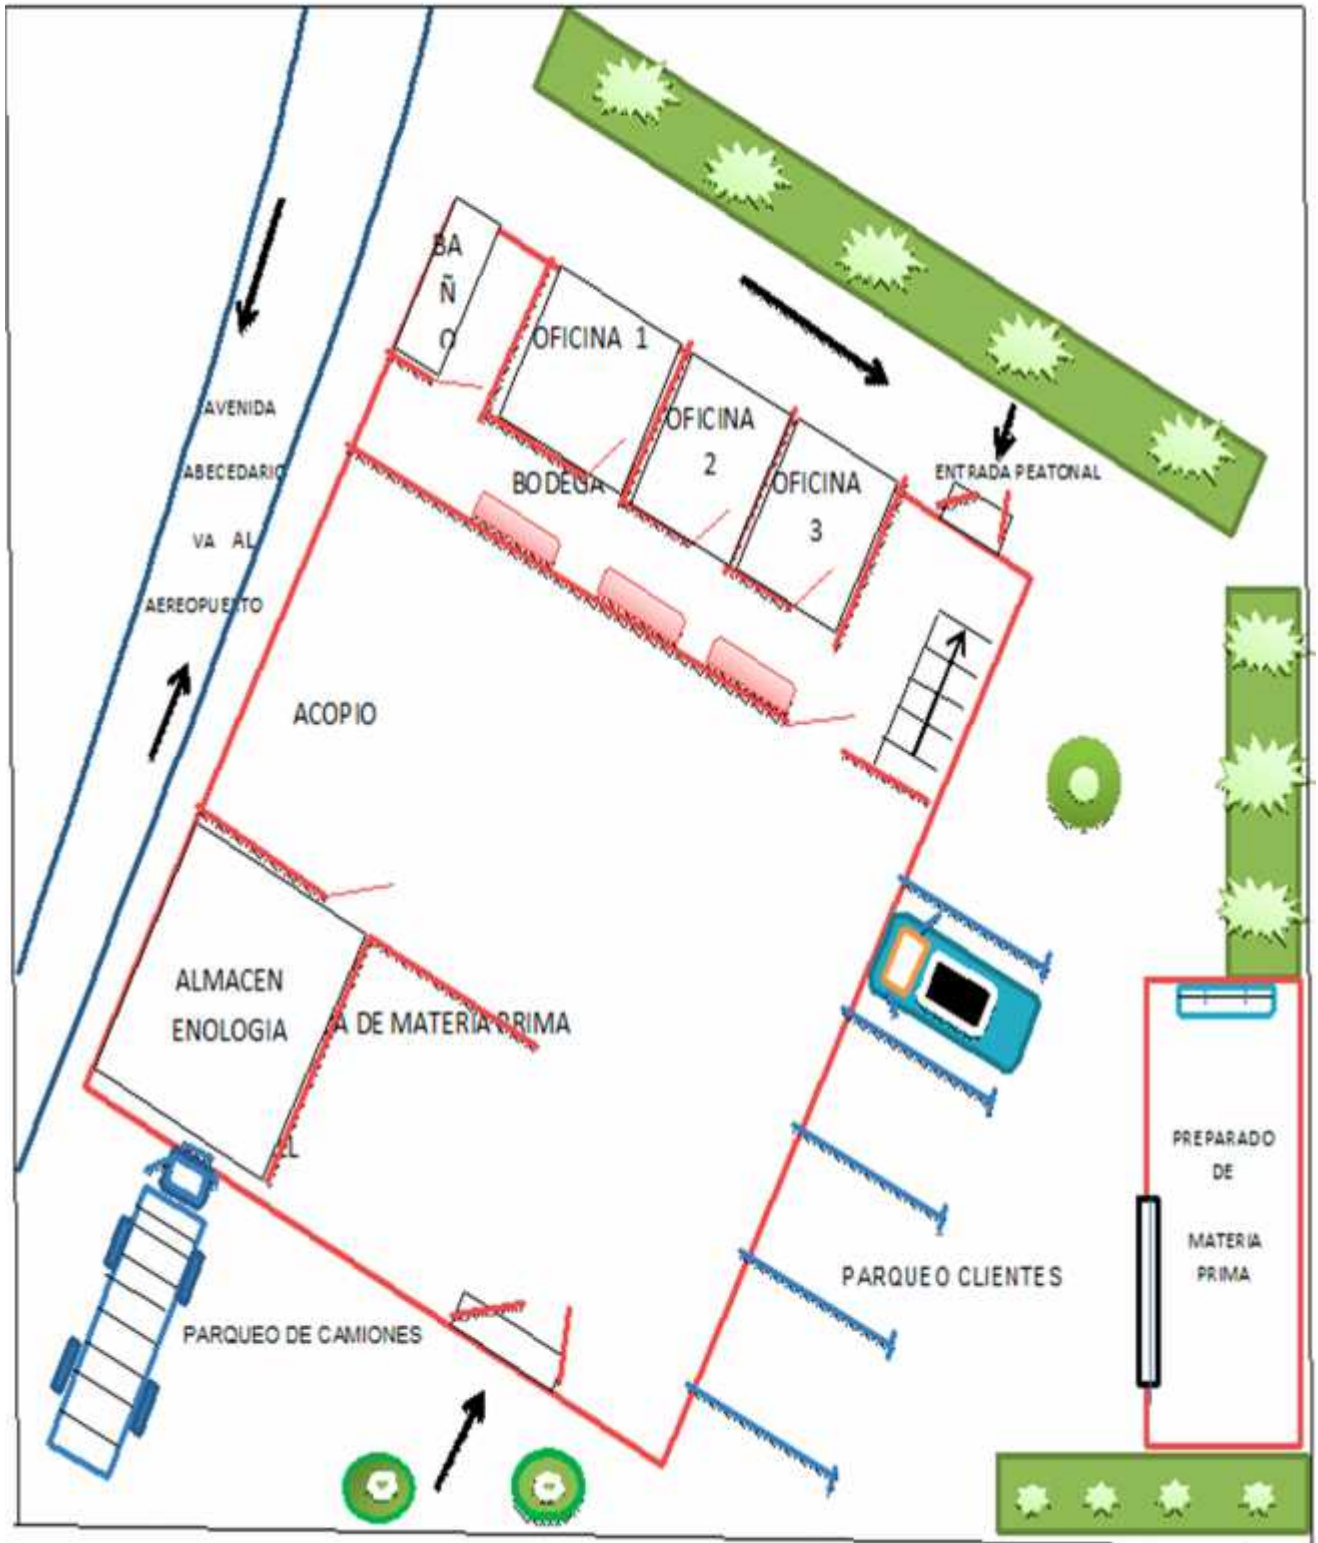 BA
Ñ
O
OFICINA 1
OFICINA
2
OFICINA
3
BODEGA
ENTRADA PEATONAL
AVENIDA
ABECEDARIO
VA AL
AEREOPUERTO
ACOPIO
ALMACEN
ENOLOGIA
A DE MATERIA PRIMA
EL
PARQUEO DE CAMIONES
PARQUEO CLIENTES
PREPARADO
DE
MATERIA
PRIMA